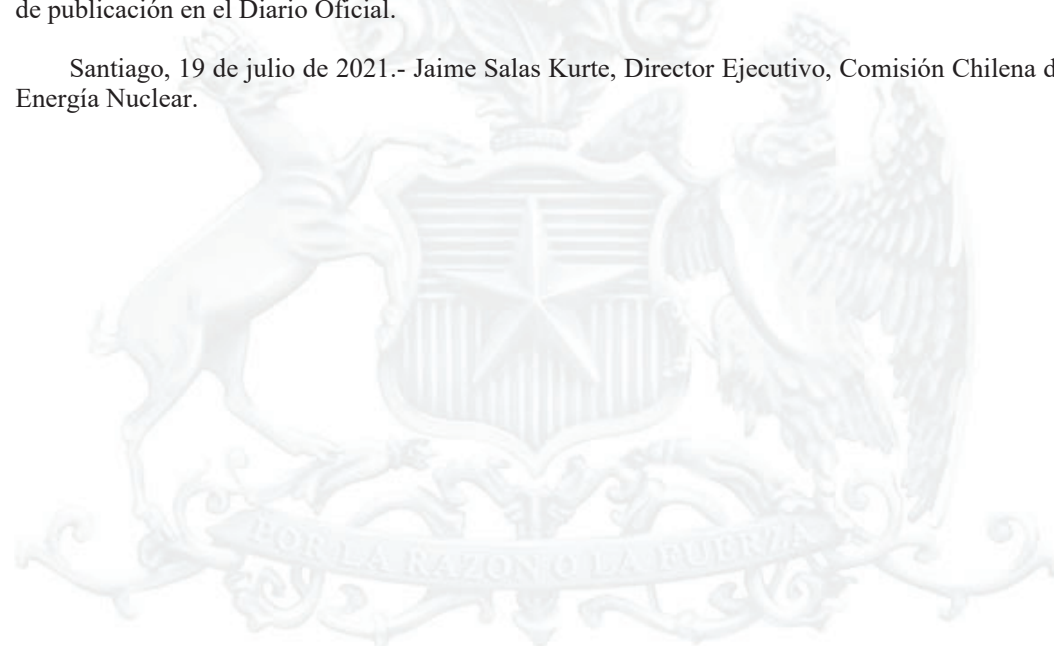 de publicación en el Diario Oficial.
Santiago, 19 de julio de 2021.- Jaime Salas Kurte, Director Ejecutivo, Comisión Chilena d
Energía Nuclear.
POR LA RAZON O LA FUERZA